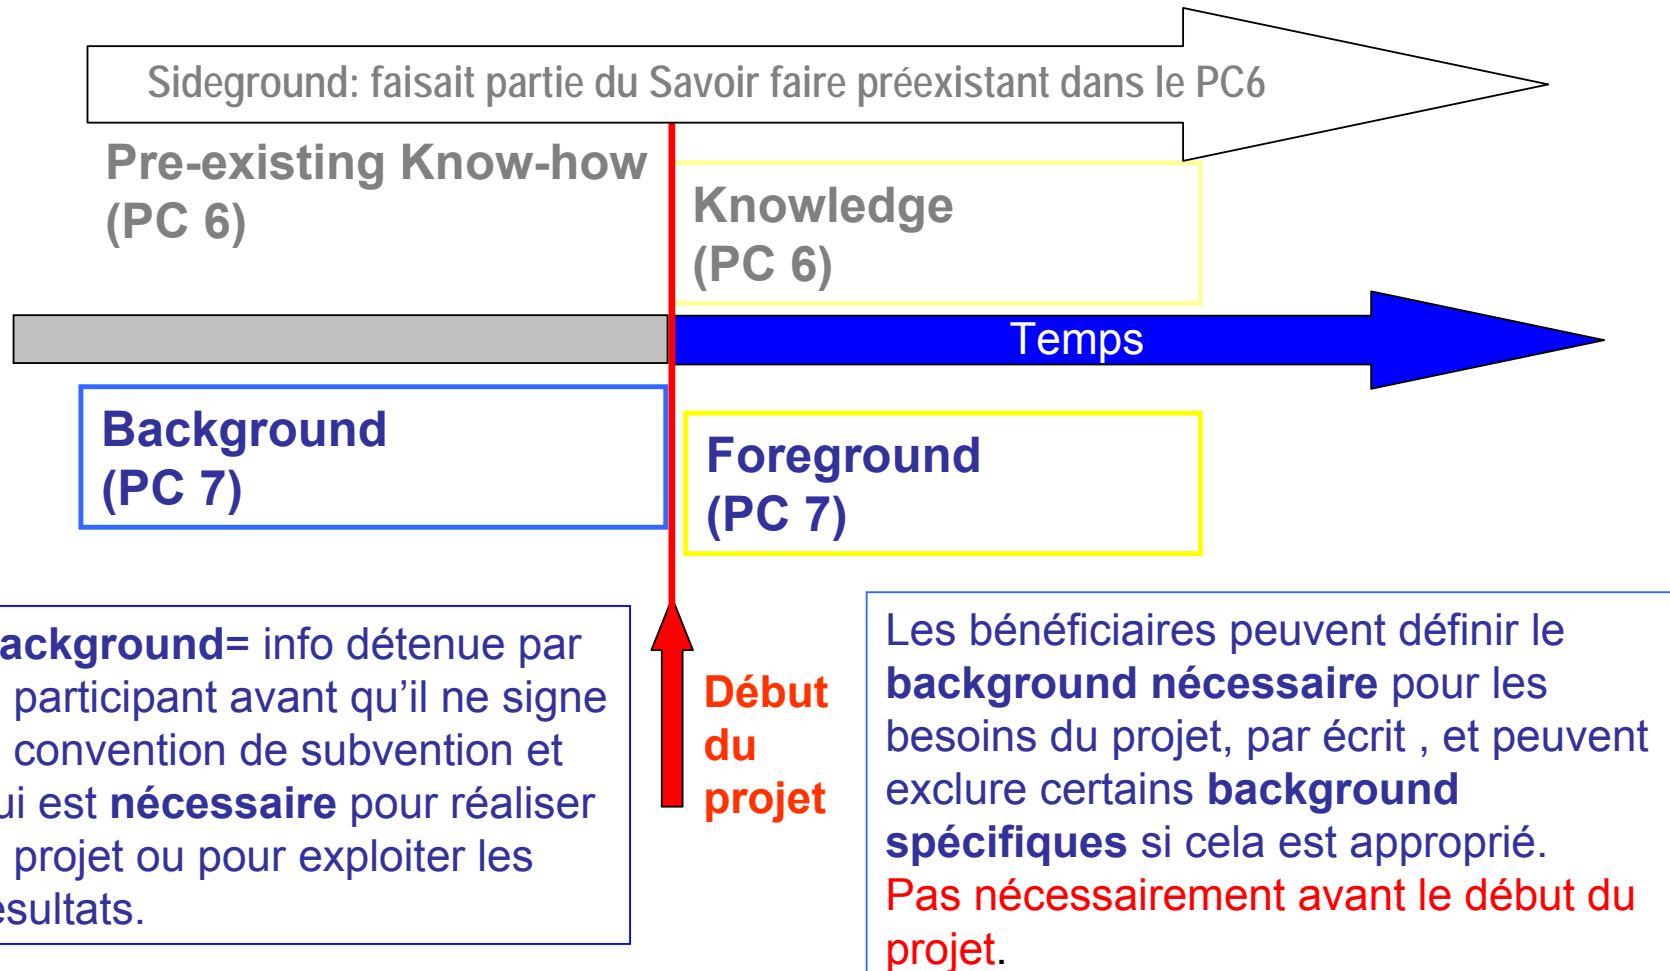 Sideground: faisait partie du Savoir faire préexistant dans le PC6
Pre-existing Know-how
(PC 6)
Knowledge
(PC 6)
Temps
Background
(PC 7)
Foreground
(PC 7)
ackground= info détenue par
participant avant qu’il ne signe
convention de subvention et
ui est nécessaire pour réaliser
projet ou pour exploiter les
esultats.
Début
du
projet
Les bénéficiaires peuvent définir le
background nécessaire pour les
besoins du projet, par écrit , et peuvent
exclure certains background
spécifiques si cela est approprié.
Pas nécessairement avant le début du
projet.